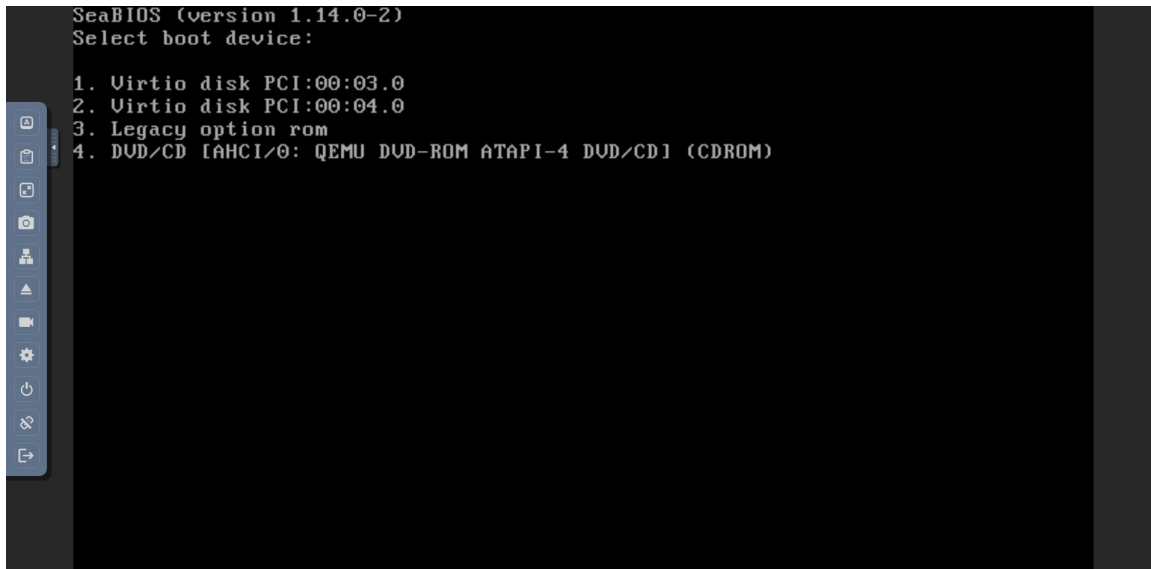 SeaBIOS (version 1.14.0-2)
Select boot device:
1. Virtio disk PCI:00:03.0
2. Virtio disk PCI:00:04.0
3. Legacy option rom
4. DVD/CD [AHCI/0: QEMU DVD-ROM ATAPI-4 DVD/CD] (CDROM)
A